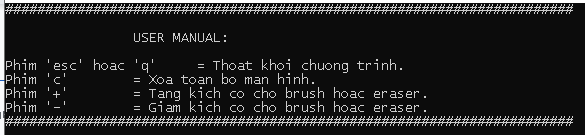 ########################################################################
USER MANUAL:
Phim 'esc' hoac 'q' = Thoat khoi chuong trinh.
Phim 'c' = Xoa toan bo man hinh.
Phim '+' = Tang kich co cho brush hoac eraser.
Phim '-' = Giam kich co cho brush hoac eraser.
########################################################################